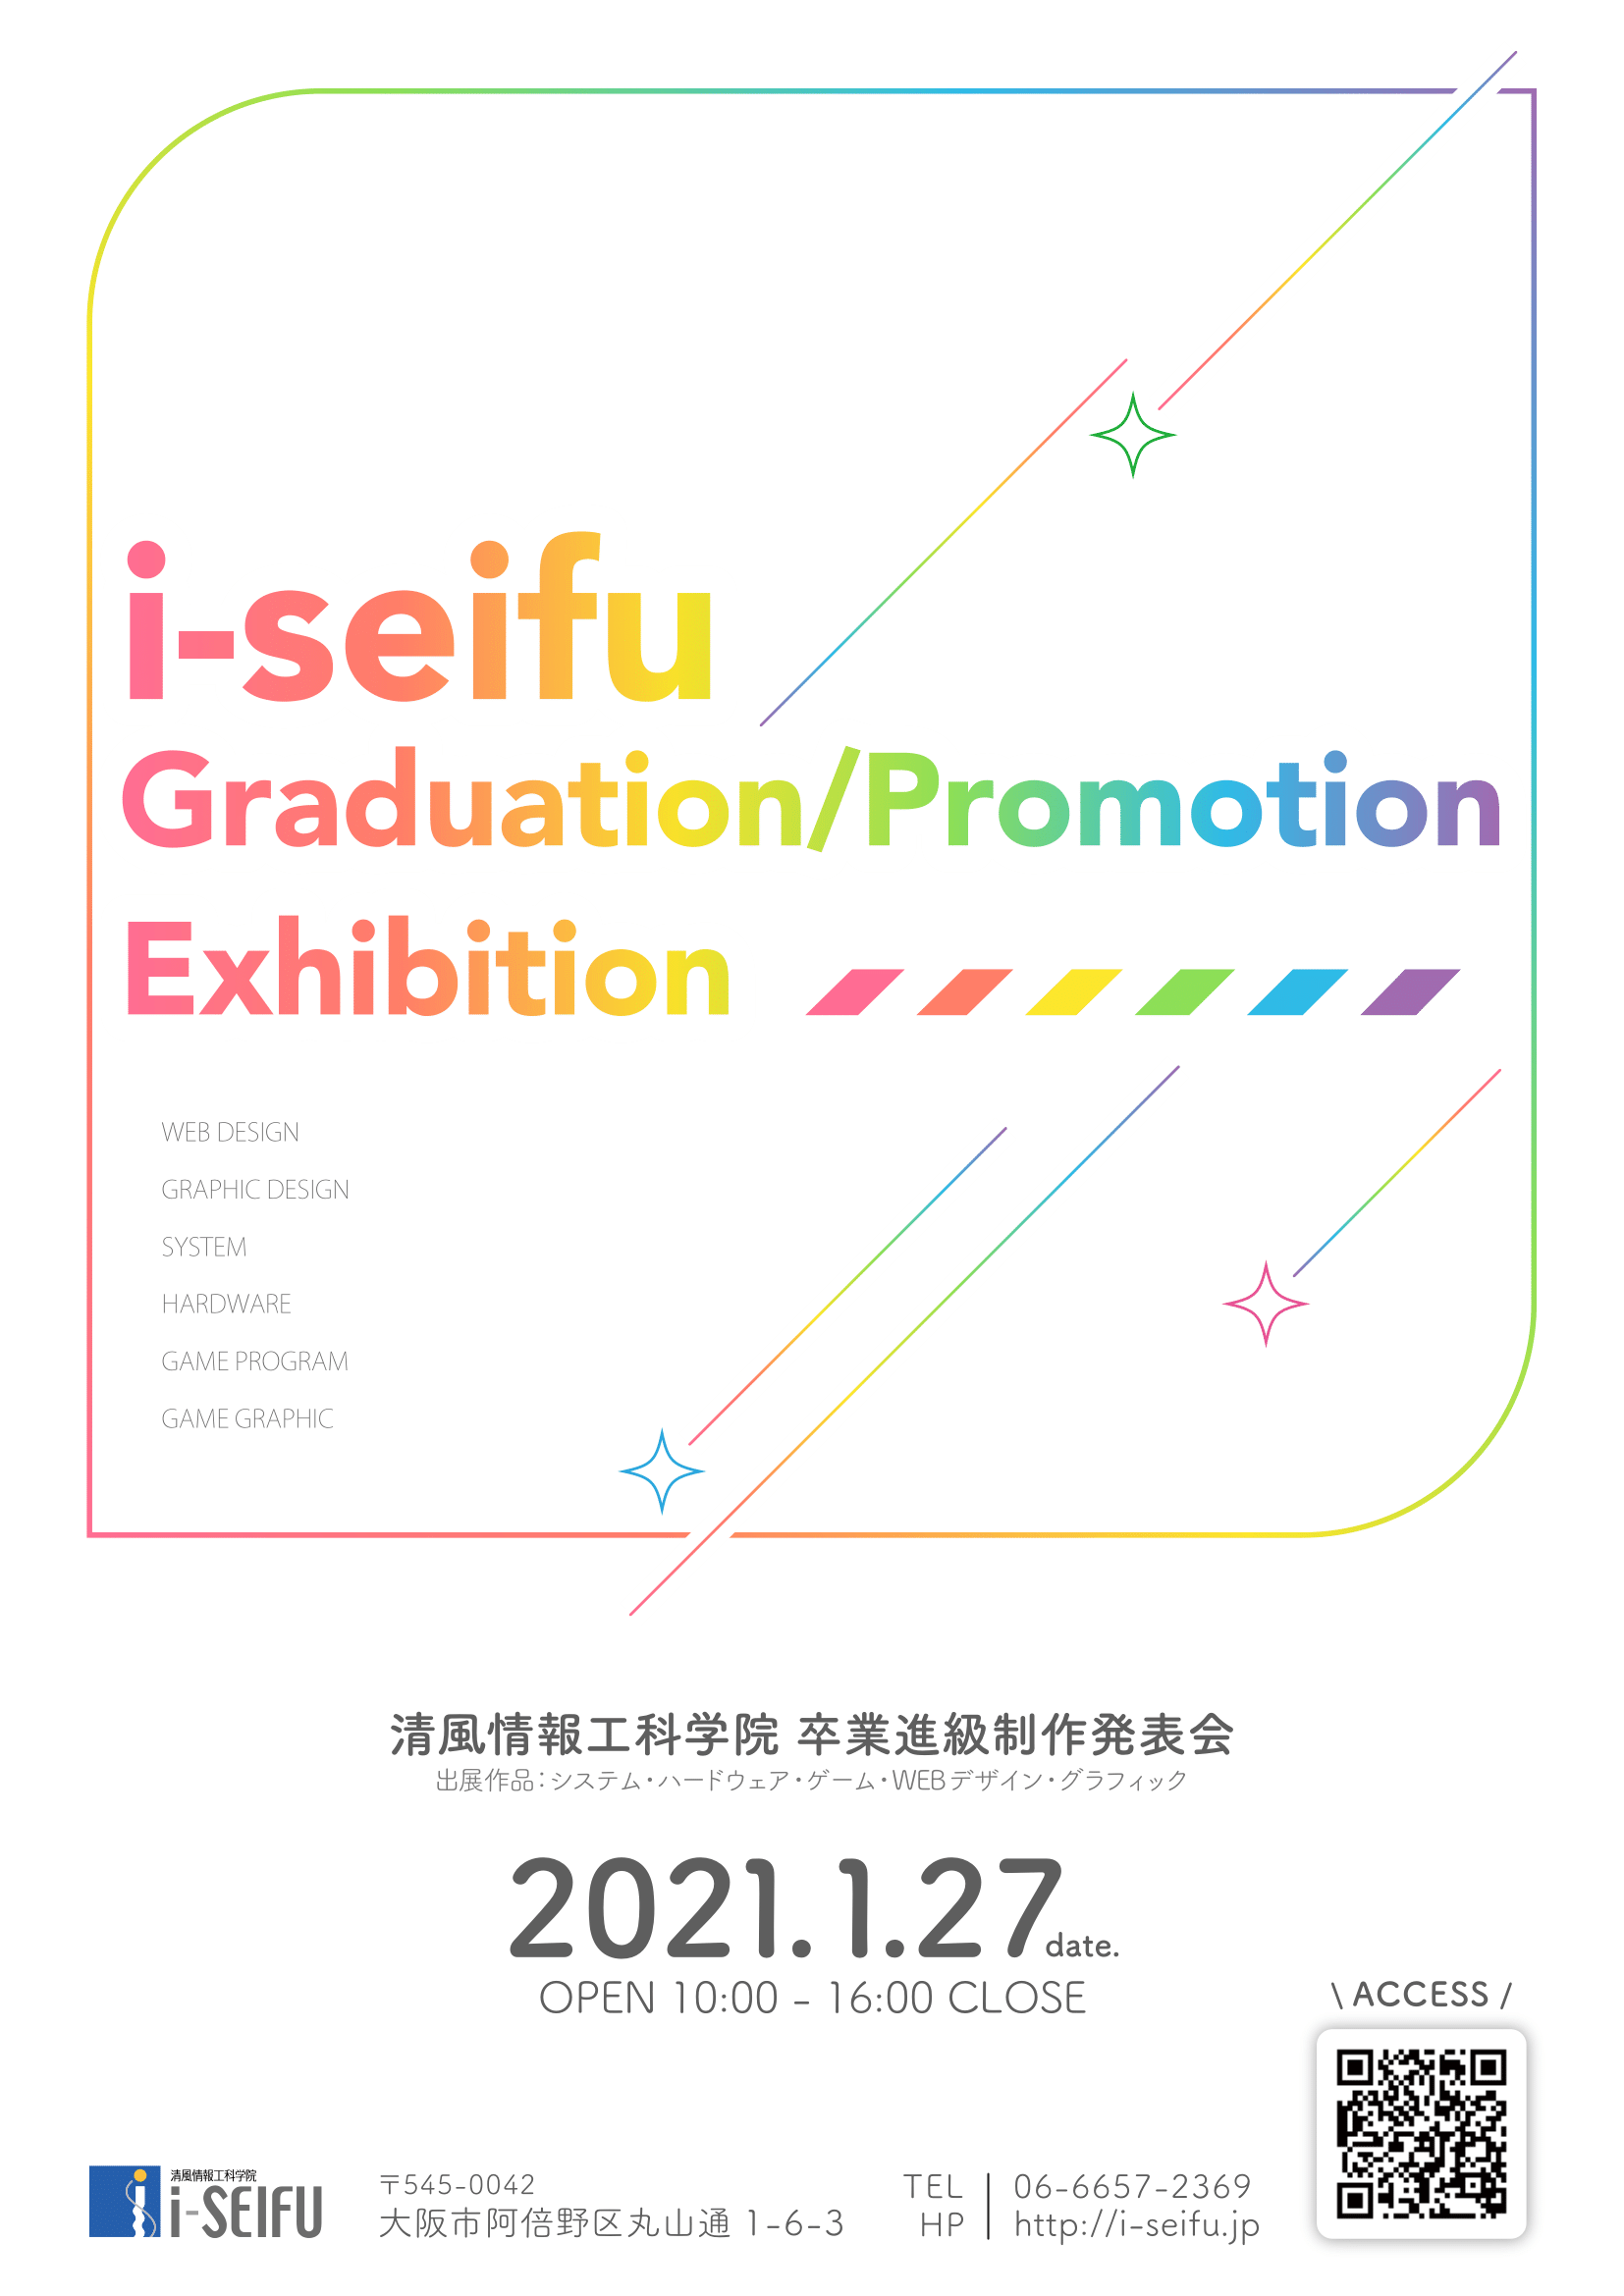 i-seifu
Graduation/Promotion
Exhibition
WEB DESIGN
GRAPHIC DESIGN
SYSTEM
HARDWARE
GAME PROGRAM
GAME GRAPHIC
清風情報工科学院 卒業進級制作発表会
出展作品：システム・ハードウェア・ゲーム・WEBデザイン・グラフィック
2021.1.27date.
OPEN 10:00 - 16:00 CLOSE
\ ACCESS /
清風情報工科学院
i-SEIFU
〒545-0042
大阪市阿倍野区丸山通 1-6-3
TEL 06-6657-2369
HP http://i-seifu.jp